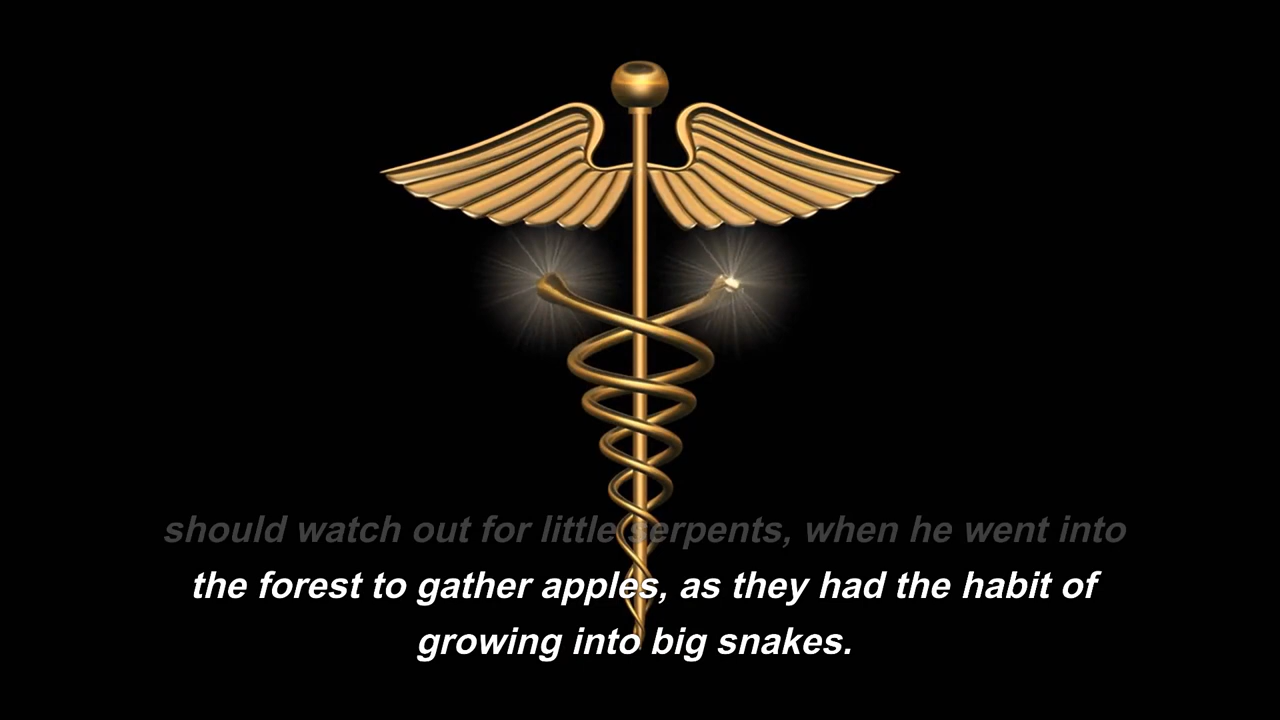 should watch out for little serpents, when he went into
the forest to gather apples, as they had the habit of
growing into big snakes.